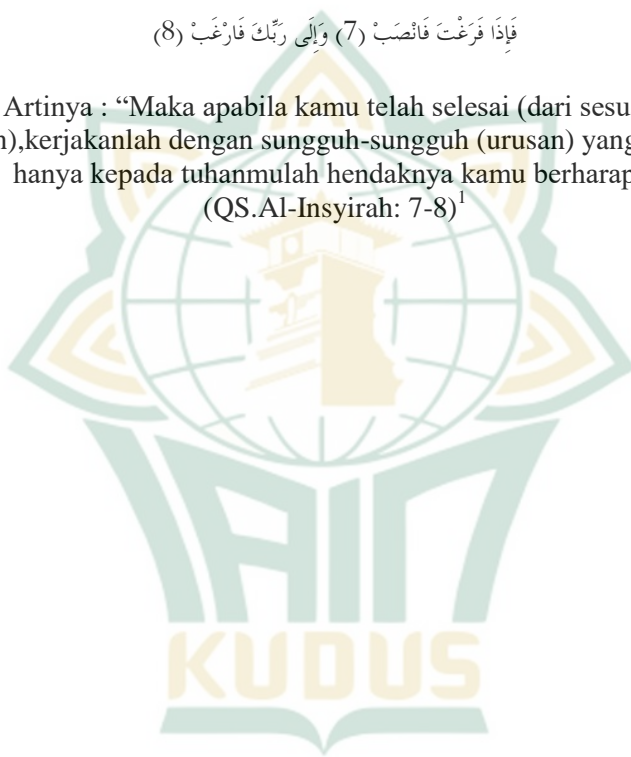 فَإِذَا فَرَغْتَ فَانْصَبْ (7) وَإِلَى رَبِّكَ فَارْغَبْ (8)
Artinya : “Maka apabila kamu telah selesai (dari
,kerjakanlah dengan sungguh-sungguh (urusan) yang
hanya kepada tuhanmulah hendaknya kamu berharap
(QS.Al-Insyirah: 7-8)1
IAIN
KUDUS